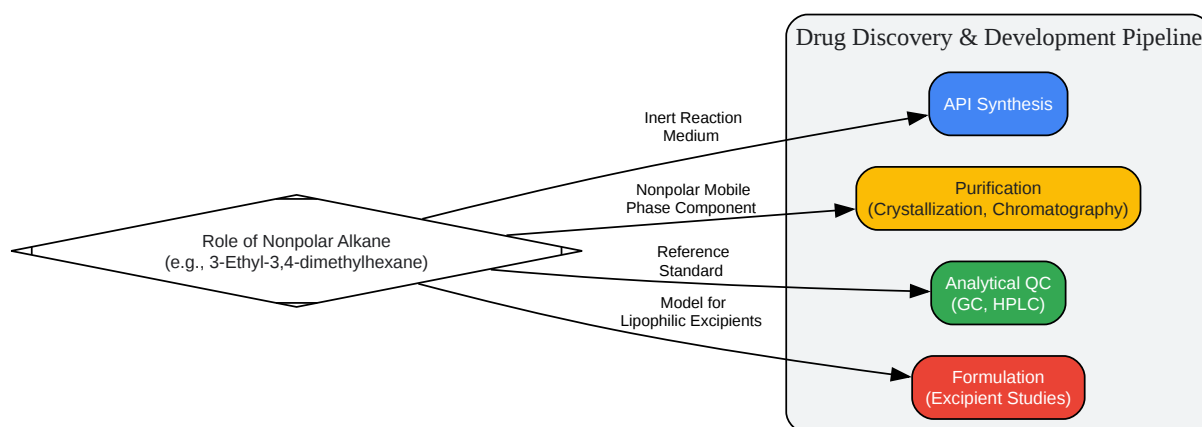 Drug Discovery & Development Pipeline
API Synthesis
Inert Reaction
Medium
Nonpolar Mobile
Phase Component
Purification
(Crystallization, Chromatography)
Role of Nonpolar Alkane
(e.g., 3-Ethyl-3,4-dimethylhexane)
Reference
Standard
Analytical QC
(GC, HPLC)
Model for
Lipophilic Excipients
Formulation
(Excipient Studies)